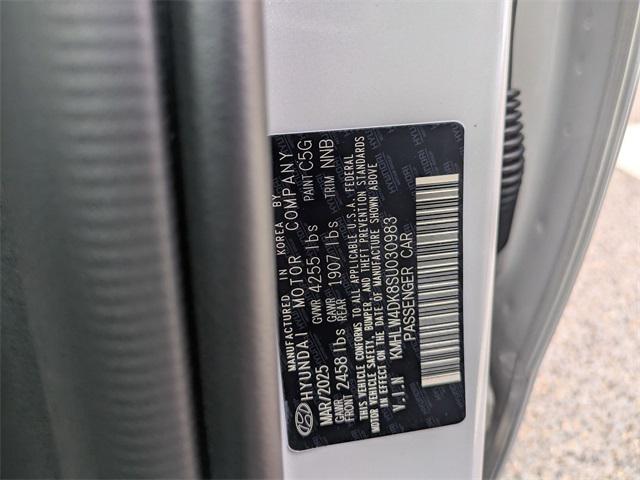 MANUFACTURED IN KOREA BY
HYUNDAI MOTOR COMPANY
MAR/2025 GVWR 4255 lbs PAINT C5G
GAWR FRONT 2458 lbs GAWR REAR 1907 lbs TRIM NNB
THIS VEHICLE CONFORMS TO ALL APPLICABLE U.S.A. FEDERAL
MOTOR VEHICLE SAFETY, BUMPER, AND THEFT PREVENTION STANDARDS
IN EFFECT ON THE DATE OF MANUFACTURE SHOWN ABOVE
V.I.N KMHLW4DK8SU030983
PASSENGER CAR